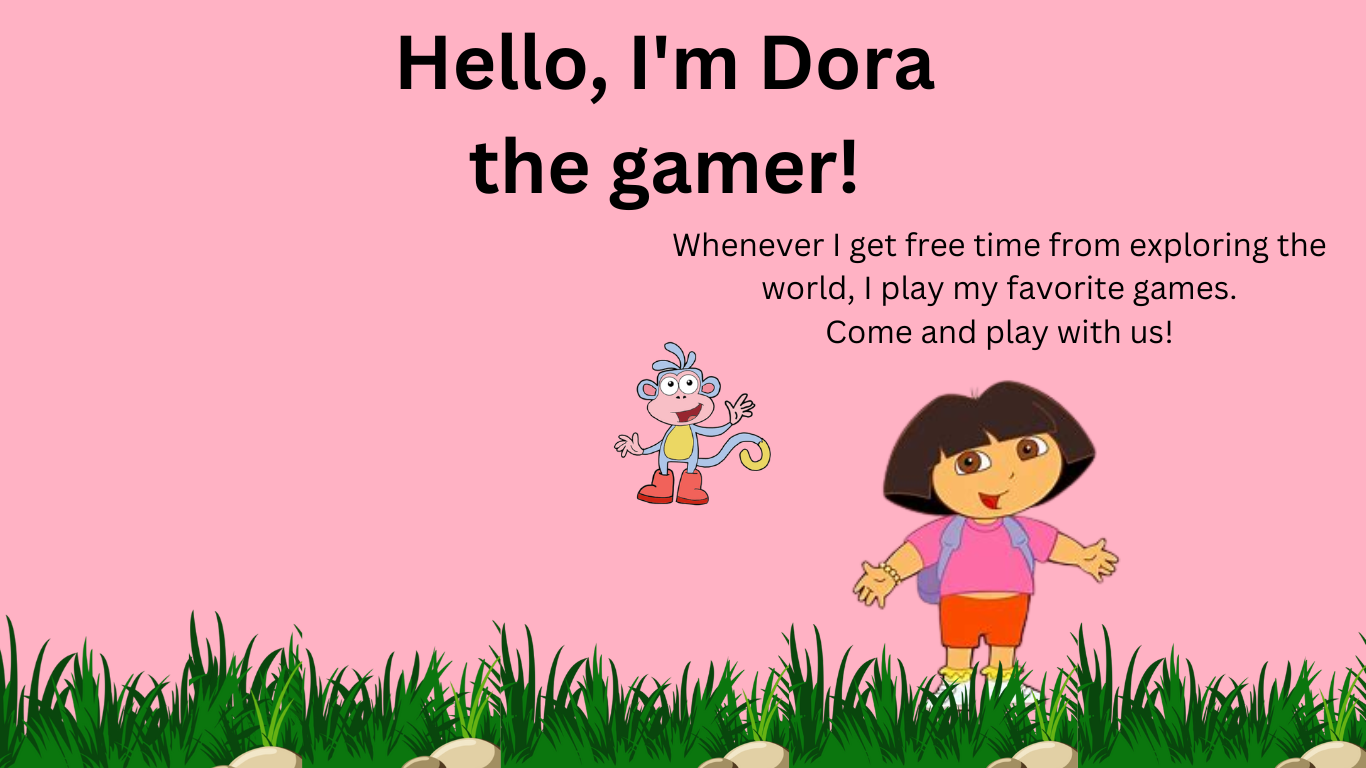 Hello, I'm Dora
the gamer!
Whenever I get free time from exploring the
world, I play my favorite games.
Come and play with us!